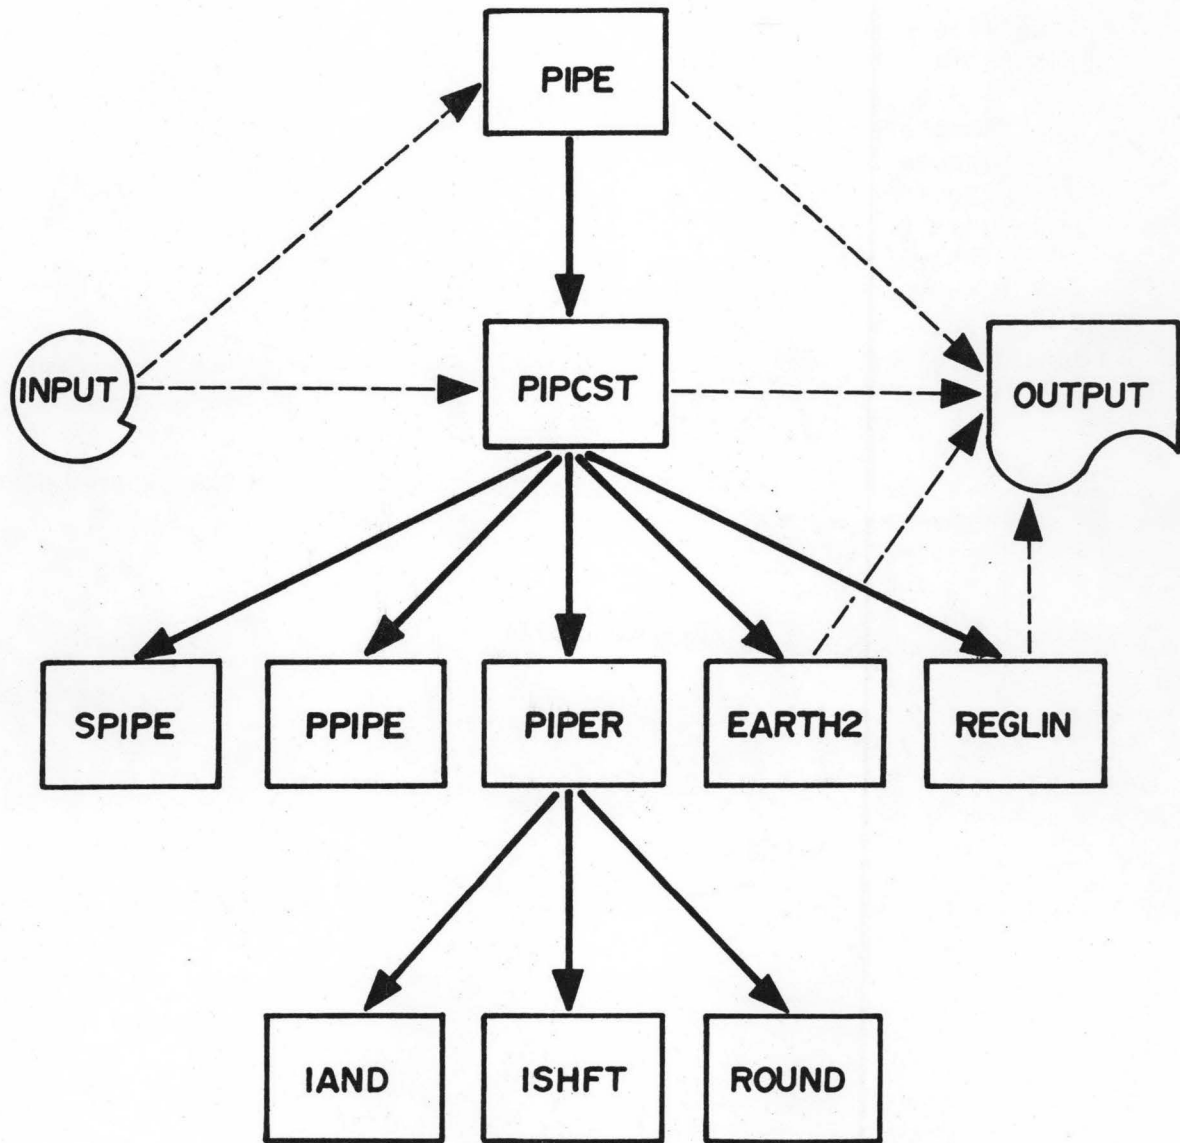 PIPE
INPUT
PIPCST
OUTPUT
SPIPE
PPIPE
PIPER
EARTH2
REGLIN
IAND
ISHFT
ROUND